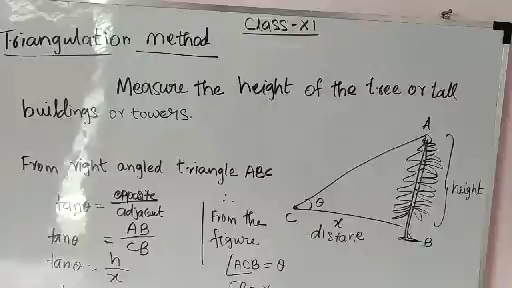 Class-XI
Triangulation method
Measure the height of the tree or tall
buildings or towers.
From right angled triangle ABC
tanθ = opposite / adjacent
tanθ = AB / CB
tanθ = h / x
∴
From the
figure
∠ACB = θ
A
height
θ
C
x
distane
B